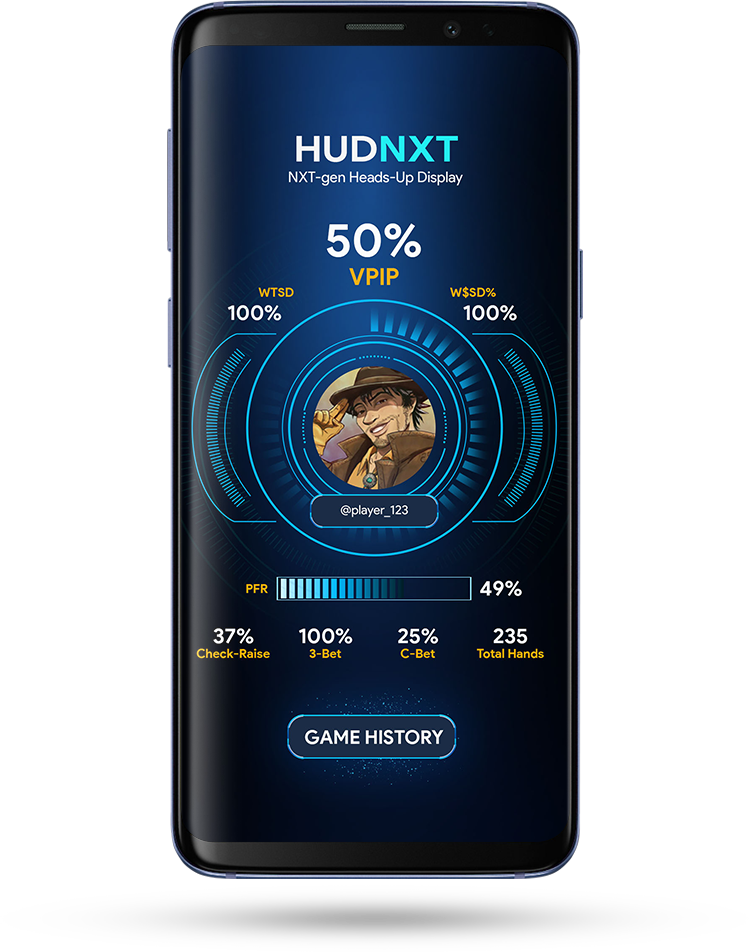 HUDNXT
NXT-gen Heads-Up Display
50%
VPIP
WTSD
100%
W$SD%
100%
@player_123
PFR
49%
37%
Check-Raise
100%
3-Bet
25%
C-Bet
235
Total Hands
GAME HISTORY